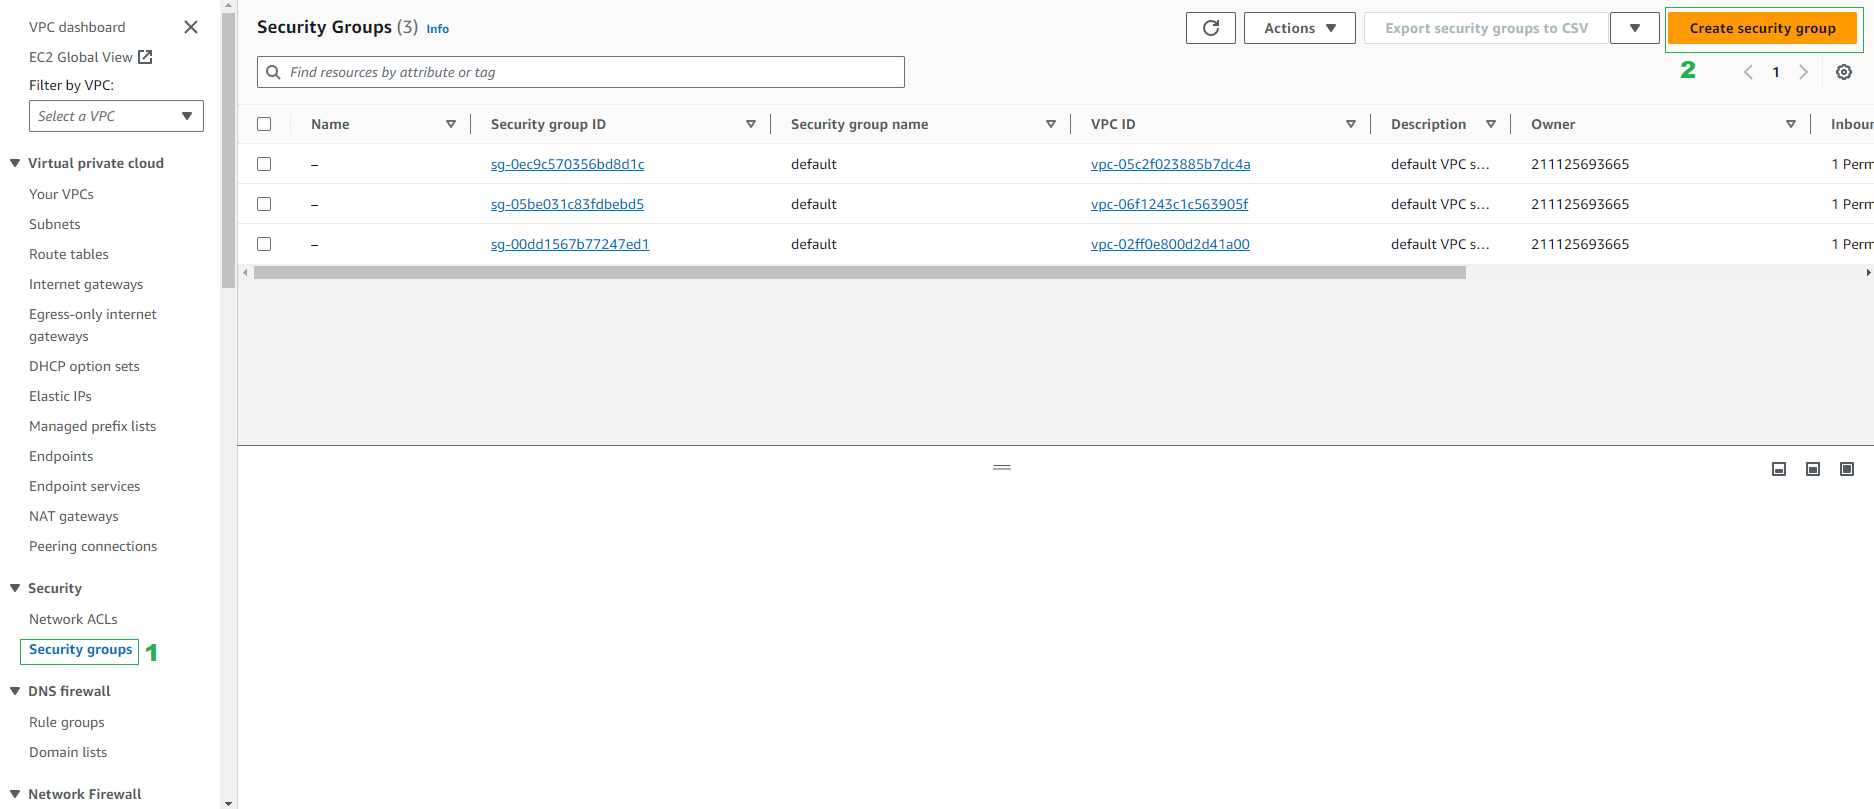 VPC dashboard
EC2 Global View
Filter by VPC:
Select a VPC
Virtual private cloud
Your VPCs
Subnets
Route tables
Internet gateways
Egress-only internet
gateways
DHCP option sets
Elastic IPs
Managed prefix lists
Endpoints
Endpoint services
NAT gateways
Peering connections
Security
Network ACLs
Security groups 1
DNS firewall
Rule groups
Domain lists
Network Firewall
Security Groups (3) Info
Actions
Export security groups to CSV
Create security group
Find resources by attribute or tag
2
1
Name Security group ID Security group name VPC ID Description Owner Inboun
– sg-0ec9c570356bd8d1c default vpc-05c2f023885b7dc4a default VPC s... 211125693665 1 Perm
– sg-05be031c83fdbebd5 default vpc-06f1243c1c563905f default VPC s... 211125693665 1 Perm
– sg-00dd1567b77247ed1 default vpc-02ff0e800d2d41a00 default VPC s... 211125693665 1 Perm